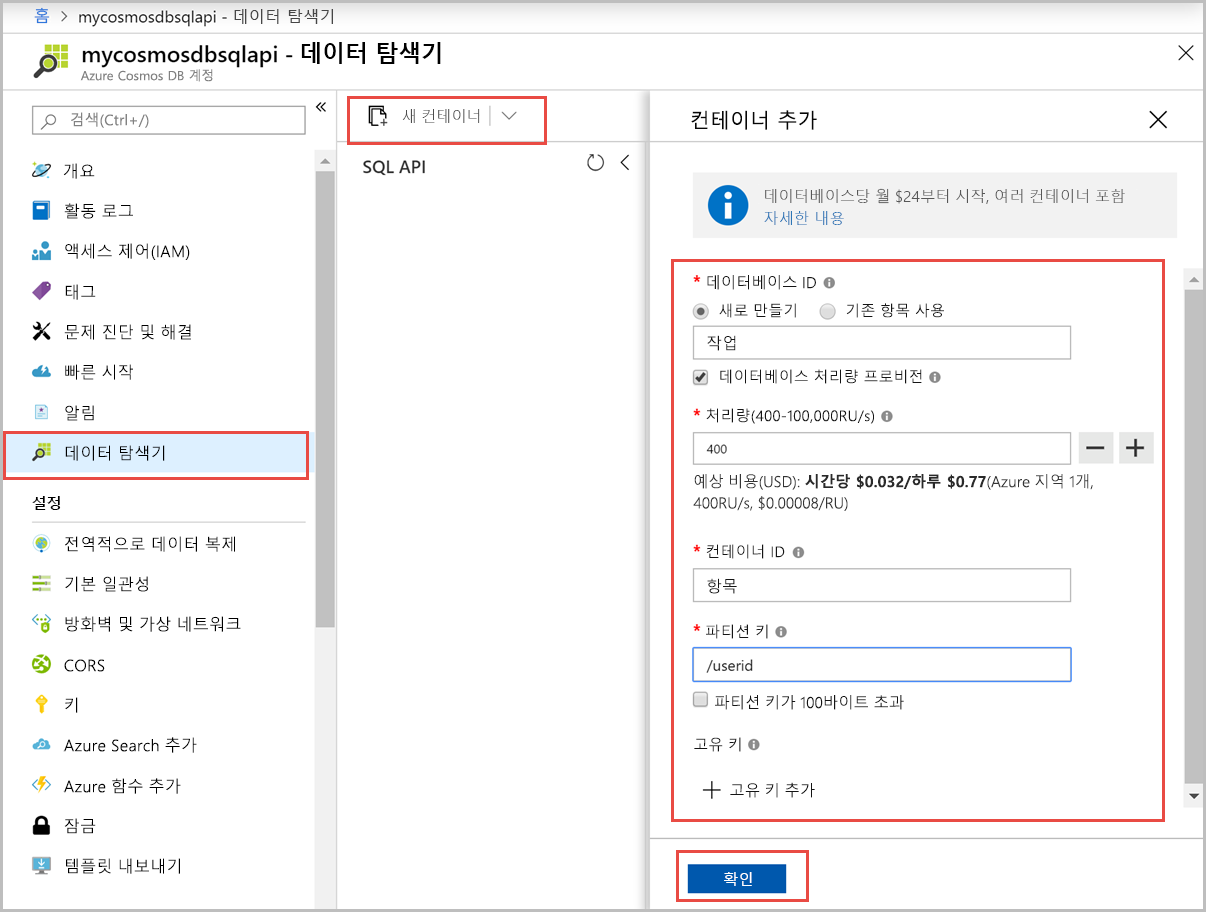 홈 > mycosmosdbsqlapi - 데이터 탐색기
mycosmosdbsqlapi - 데이터 탐색기
Azure Cosmos DB 계정
검색(Ctrl+/)
개요
활동 로그
액세스 제어(IAM)
태그
문제 진단 및 해결
빠른 시작
알림
데이터 탐색기
설정
전역적으로 데이터 복제
기본 일관성
방화벽 및 가상 네트워크
CORS
키
Azure Search 추가
Azure 함수 추가
잠금
템플릿 내보내기
새 컨테이너
SQL API
컨테이너 추가
데이터베이스당 월 $24부터 시작, 여러 컨테이너 포함
자세한 내용
* 데이터베이스 ID
새로 만들기 기존 항목 사용
작업
데이터베이스 처리량 프로비전
* 처리량(400-100,000RU/s)
400
예상 비용(USD): 시간당 $0.032/하루 $0.77(Azure 지역 1개,
400RU/s, $0.00008/RU)
* 컨테이너 ID
항목
* 파티션 키
/userid
파티션 키가 100바이트 초과
고유 키
+ 고유 키 추가
확인